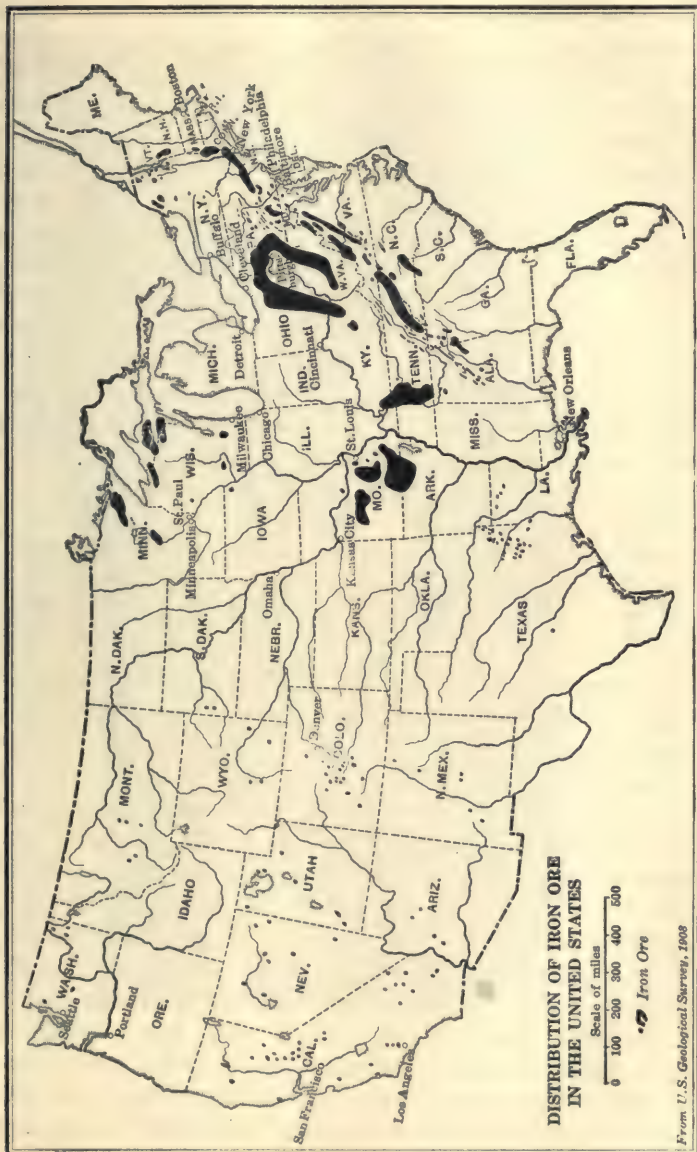 DISTRIBUTION OF IRON ORE
IN THE UNITED STATES
Scale of miles
0 100 200 300 400 500
Iron Ore
From U.S. Geological Survey, 1908
WASH.
Seattle
Portland
ORE.
IDAHO
MONT.
N. DAK.
S. DAK.
WYO.
NEBR.
Omaha
NEV.
UTAH
COLO.
Denver
KANS.
Kansas City
CAL.
San Francisco
Los Angeles
ARIZ.
N. MEX.
OKLA.
TEXAS
MINN.
Minneapolis
St. Paul
WIS.
Milwaukee
MICH.
Detroit
IOWA
Chicago
ILL.
IND.
OHIO
Cincinnati
Cleveland
Buffalo
N.Y.
PA.
St. Louis
MO.
ARK.
LA.
New Orleans
MISS.
ALA.
TENN.
KY.
W. VA.
VA.
N.C.
S.C.
GA.
FLA.
ME.
VT.
N.H.
MASS.
Boston
R.I.
New York
Philadelphia
Baltimore
DEL.